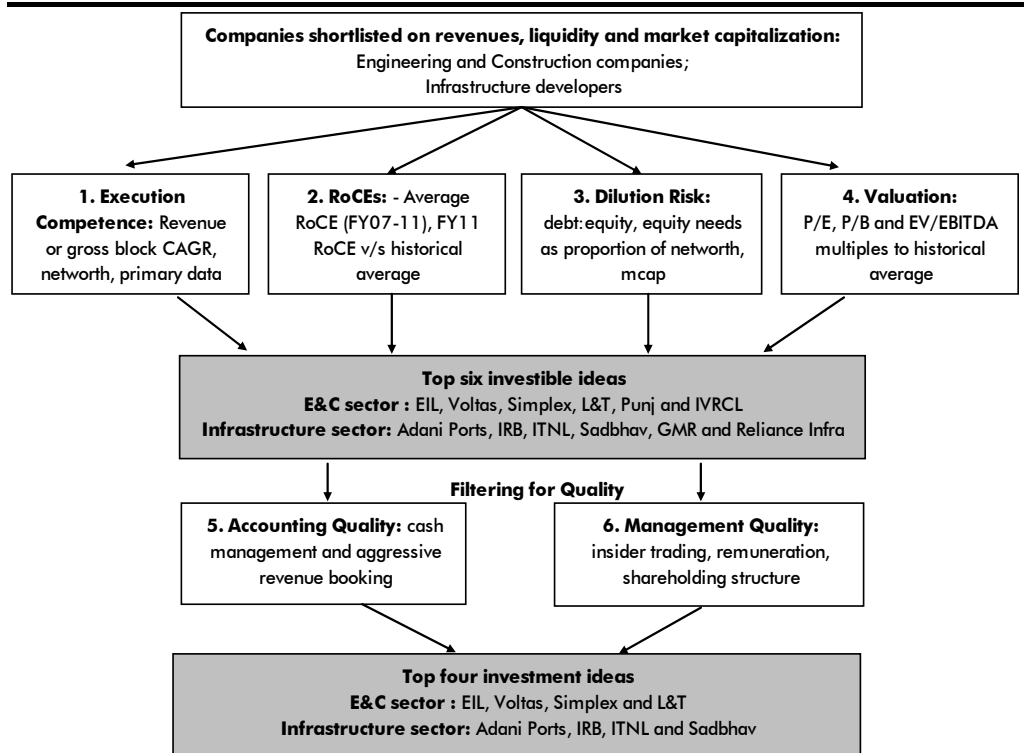 Companies shortlisted on revenues, liquidity and market capitalization:
Engineering and Construction companies;
Infrastructure developers
1. Execution
Competence: Revenue
or gross block CAGR,
networth, primary data
2. RoCEs: - Average
RoCE (FY07-11), FY11
RoCE v/s historical
average
3. Dilution Risk:
debt:equity, equity needs
as proportion of networth,
mcap
4. Valuation:
P/E, P/B and EV/EBITDA
multiples to historical
average
Top six investible ideas
E&C sector : EIL, Voltas, Simplex, L&T, Punj and IVRCL
Infrastructure sector: Adani Ports, IRB, ITNL, Sadbhav, GMR and Reliance Infra
Filtering for Quality
5. Accounting Quality: cash
management and aggressive
revenue booking
6. Management Quality:
insider trading, remuneration,
shareholding structure
Top four investment ideas
E&C sector : EIL, Voltas, Simplex and L&T
Infrastructure sector: Adani Ports, IRB, ITNL and Sadbhav